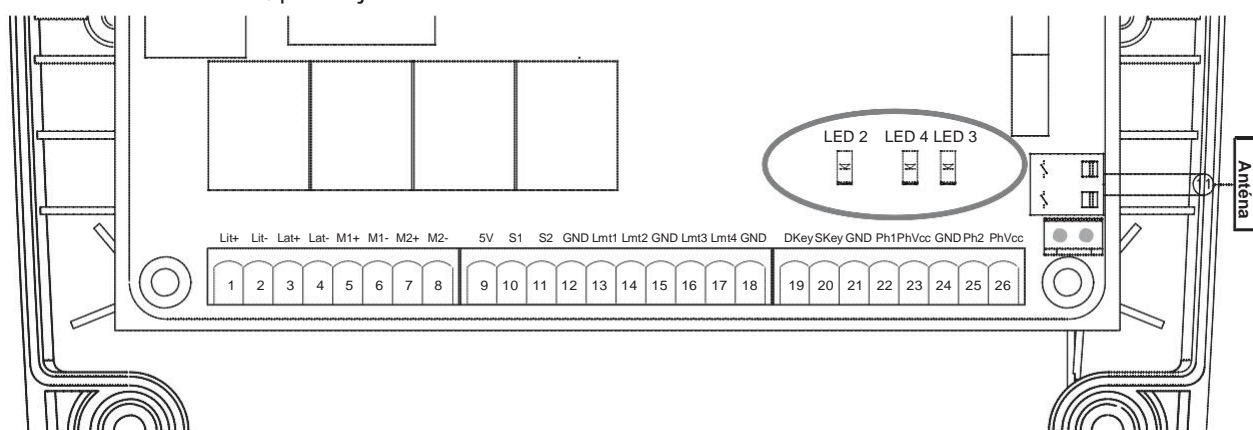 LED 2 LED 4 LED 3
11
Anténa
Lit+ Lit- Lat+ Lat- M1+ M1- M2+ M2- 5V S1 S2 GND Lmt1 Lmt2 GND Lmt3 Lmt4 GND DKey SKey GND Ph1 PhVcc GND Ph2 PhVcc
1 2 3 4 5 6 7 8 9 10 11 12 13 14 15 16 17 18 19 20 21 22 23 24 25 26